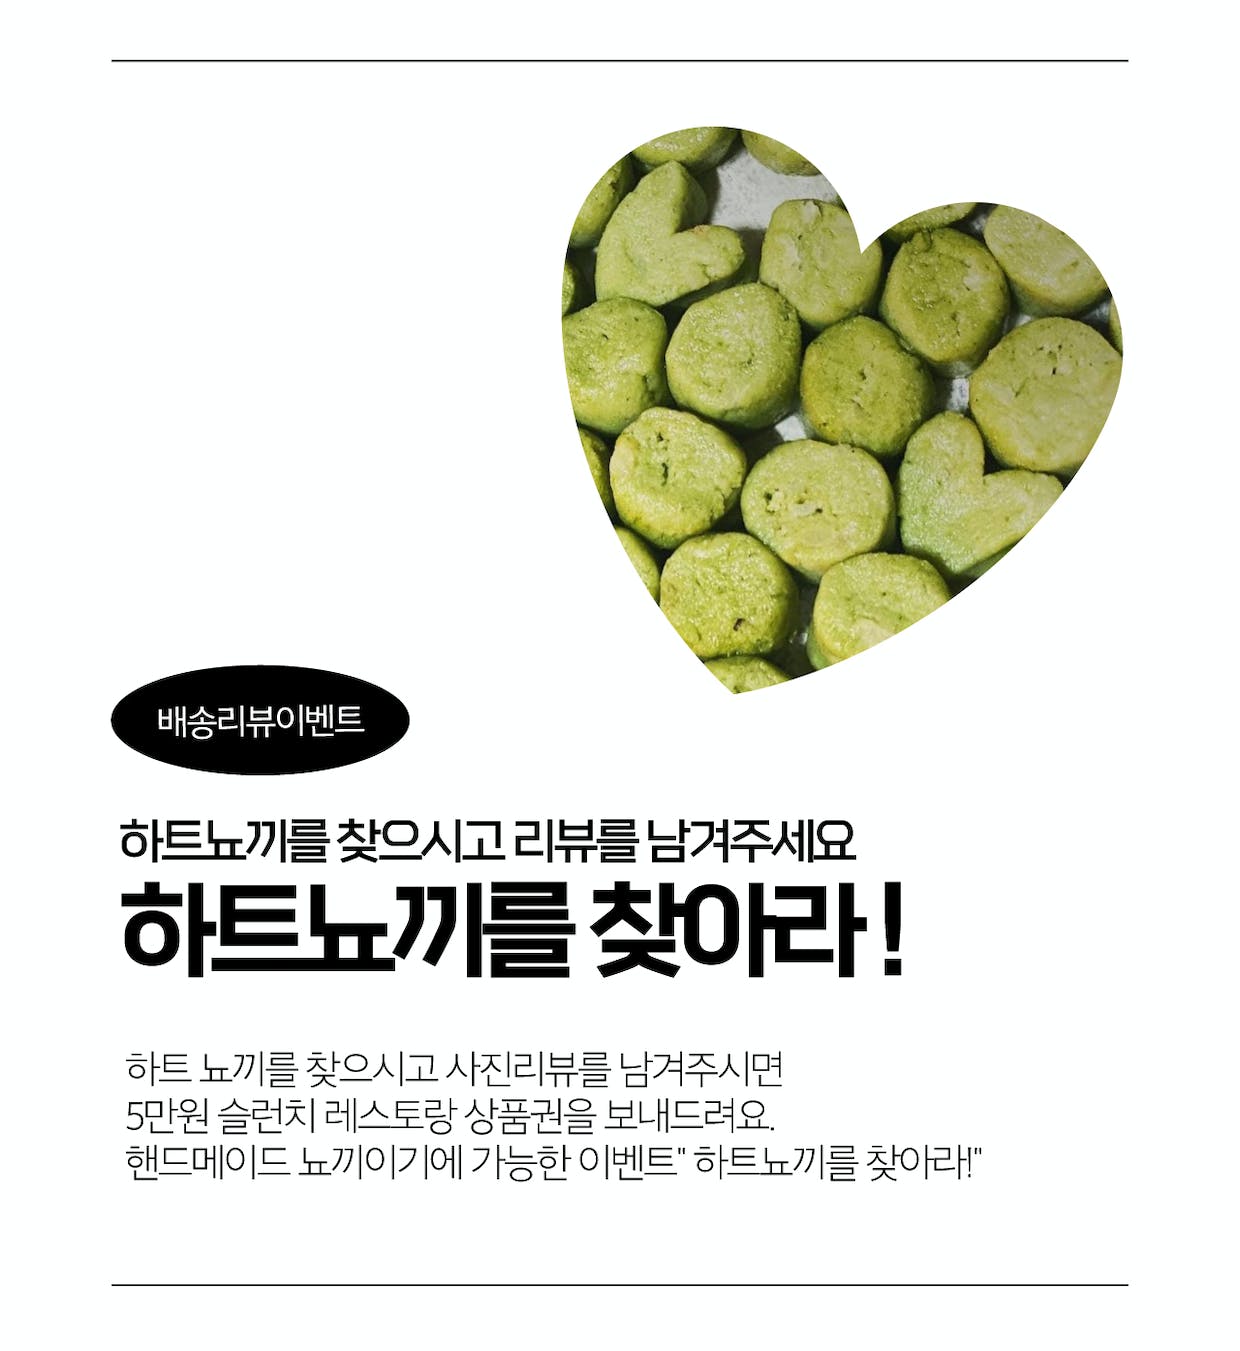 배송리뷰이벤트
하트뇨끼를 찾으시고 리뷰를 남겨주세요
하트뇨끼를 찾아라!
하트 뇨끼를 찾으시고 사진리뷰를 남겨주시면
5만원 슬런치 레스토랑 상품권을 보내드려요.
핸드메이드 뇨끼이기에 가능한 이벤트" 하트뇨끼를 찾아라!"